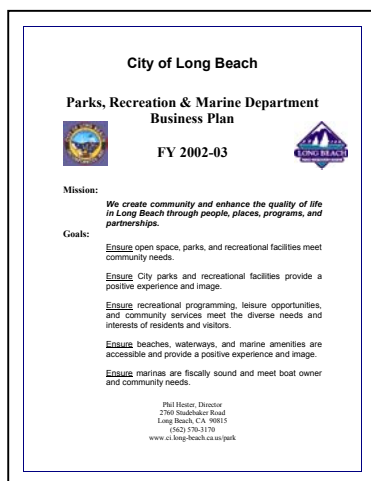 City of Long Beach
Parks, Recreation & Marine Department
Business Plan
FY 2002-03
LONG BEACH
Mission:
We create community and enhance the quality of life
in Long Beach through people, places, programs, and
partnerships.
Goals:
Ensure open space, parks, and recreational facilities meet
community needs.
Ensure City parks and recreational facilities provide a
positive experience and image.
Ensure recreational programming, leisure opportunities,
and community services meet the diverse needs and
interests of residents and visitors.
Ensure beaches, waterways, and marine amenities are
accessible and provide a positive experience and image.
Ensure marinas are fiscally sound and meet boat owner
and community needs.
Phil Hester, Director
2760 Studebaker Road
Long Beach, CA 90815
(562) 570-3170
www.ci.long-beach.ca.us/park